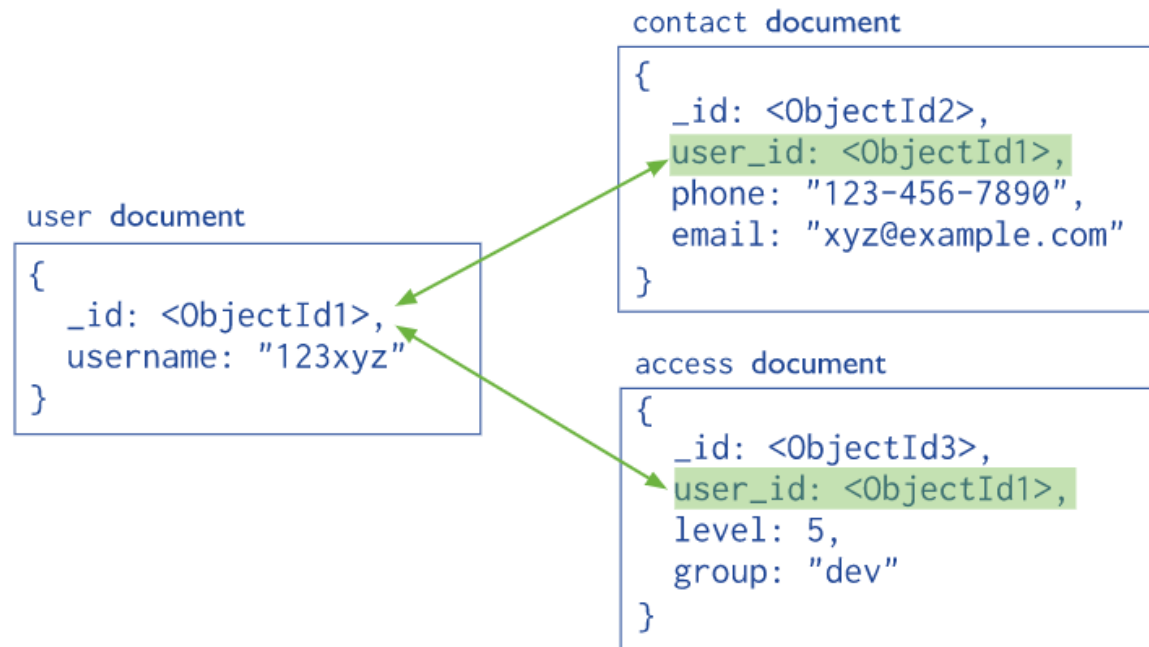 user document
{
_id: <ObjectId1>,
username: "123xyz"
}
contact document
{
_id: <ObjectId2>,
user_id: <ObjectId1>,
phone: "123-456-7890",
email: "xyz@example.com"
}
access document
{
_id: <ObjectId3>,
user_id: <ObjectId1>,
level: 5,
group: "dev"
}